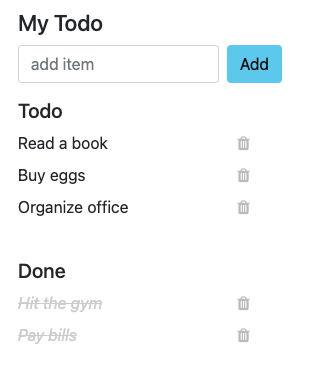 My Todo
add item Add
Todo
Read a book
Buy eggs
Organize office
Done
Hit the gym
Pay bills